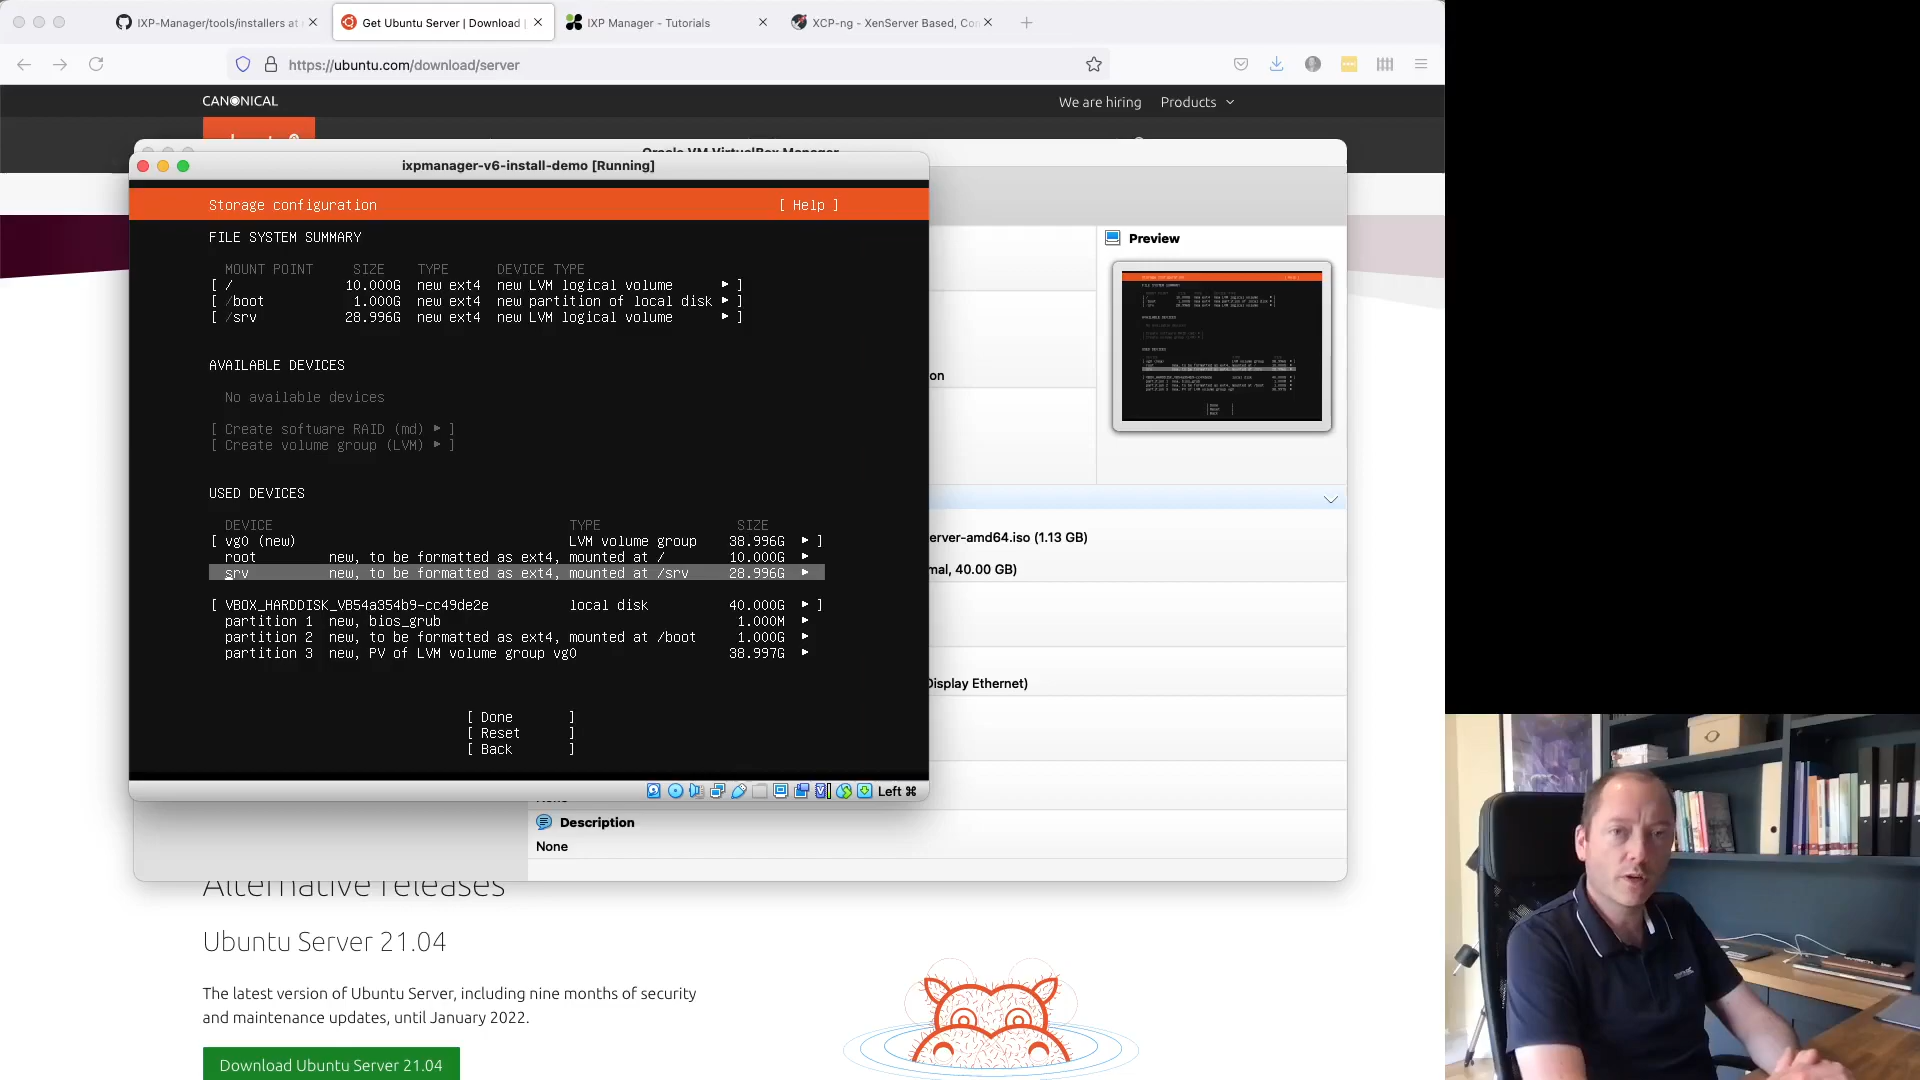 IXP-Manager/tools/installers at
Get Ubuntu Server | Download |
IXP Manager - Tutorials
XCP-ng - XenServer Based, Con
https://ubuntu.com/download/server
CANONICAL
We are hiring
Products
Oracle VM VirtualBox Manager
ixpmanager-v6-install-demo [Running]
Storage configuration [ Help ]
FILE SYSTEM SUMMARY
MOUNT POINT SIZE TYPE DEVICE TYPE
[ / 10.000G new ext4 new LVM logical volume ▸ ]
[ /boot 1.000G new ext4 new partition of local disk ▸ ]
[ /srv 28.996G new ext4 new LVM logical volume ▸ ]
AVAILABLE DEVICES
No available devices
[ Create software RAID (md) ▸ ]
[ Create volume group (LVM) ▸ ]
USED DEVICES
DEVICE TYPE SIZE
[ vg0 (new) LVM volume group 38.996G ▸ ]
root new, to be formatted as ext4, mounted at / 10.000G ▸
srv new, to be formatted as ext4, mounted at /srv 28.996G ▸
[ VBOX_HARDDISK_VB54a354b9-cc49de2e local disk 40.000G ▸ ]
partition 1 new, bios_grub 1.000M ▸
partition 2 new, to be formatted as ext4, mounted at /boot 1.000G ▸
partition 3 new, PV of LVM volume group vg0 38.997G ▸
[ Done ]
[ Reset ]
[ Back ]
Left ⌘
Preview
on
erver-amd64.iso (1.13 GB)
mal, 40.00 GB)
Display Ethernet)
None
Description
None
Alternative releases
Ubuntu Server 21.04
The latest version of Ubuntu Server, including nine months of security
and maintenance updates, until January 2022.
Download Ubuntu Server 21.04